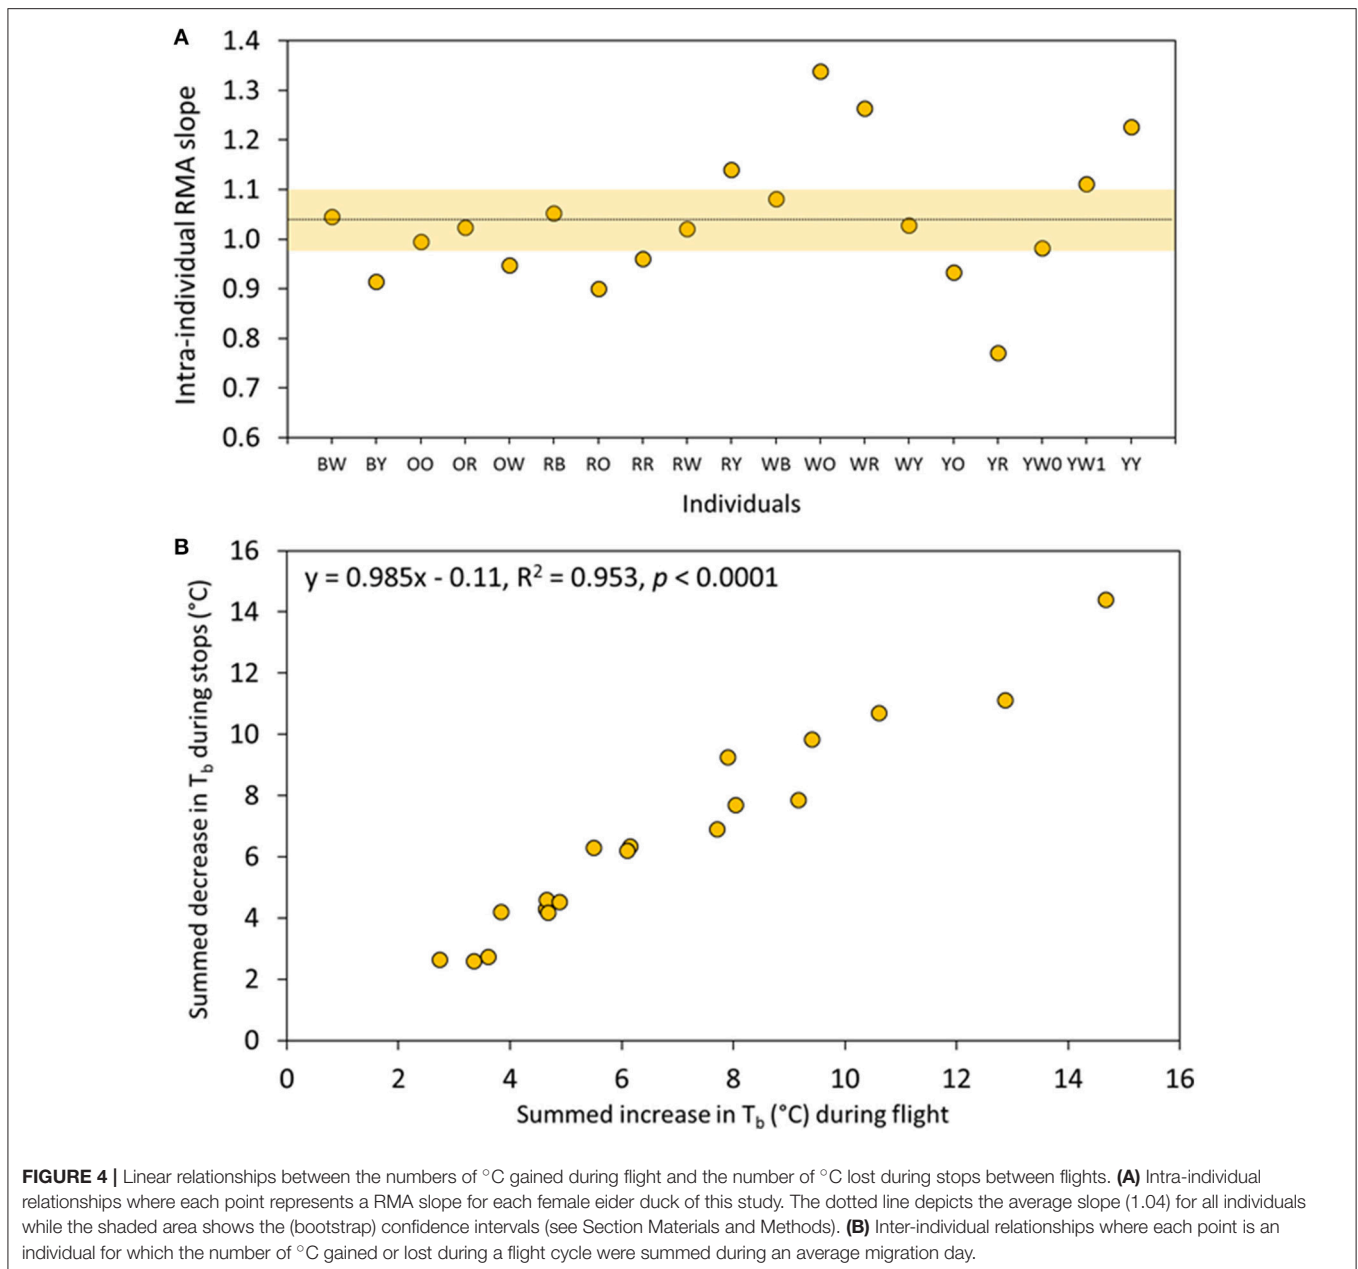 A
1.4
1.3
1.2
1.1
1.0
0.9
0.8
0.7
0.6
Intra-individual RMA slope
BW BY OO OR OW RB RO RR RW RY WB WO WR WY YO YR YW0 YW1 YY
Individuals
B
16
14
12
10
8
6
4
2
0
Summed decrease in Tb during stops (°C)
y = 0.985x - 0.11, R² = 0.953, p < 0.0001
0 2 4 6 8 10 12 14 16
Summed increase in Tb (°C) during flight
FIGURE 4 | Linear relationships between the numbers of °C gained during flight and the number of °C lost during stops between flights. (A) Intra-individual
relationships where each point represents a RMA slope for each female eider duck of this study. The dotted line depicts the average slope (1.04) for all individuals
while the shaded area shows the (bootstrap) confidence intervals (see Section Materials and Methods). (B) Inter-individual relationships where each point is an
individual for which the number of °C gained or lost during a flight cycle were summed during an average migration day.